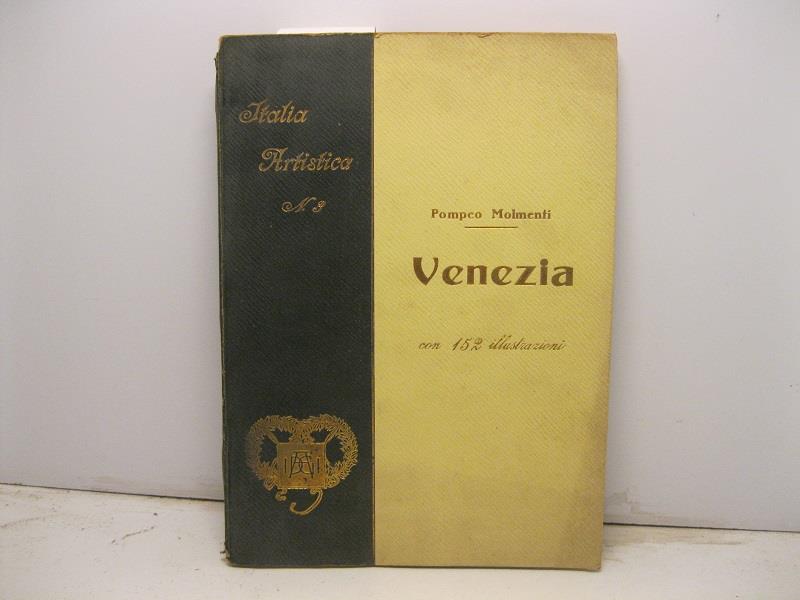 Italia
Artistica
N. 3
Pompeo Molmenti
Venezia
con 152 illustrazioni